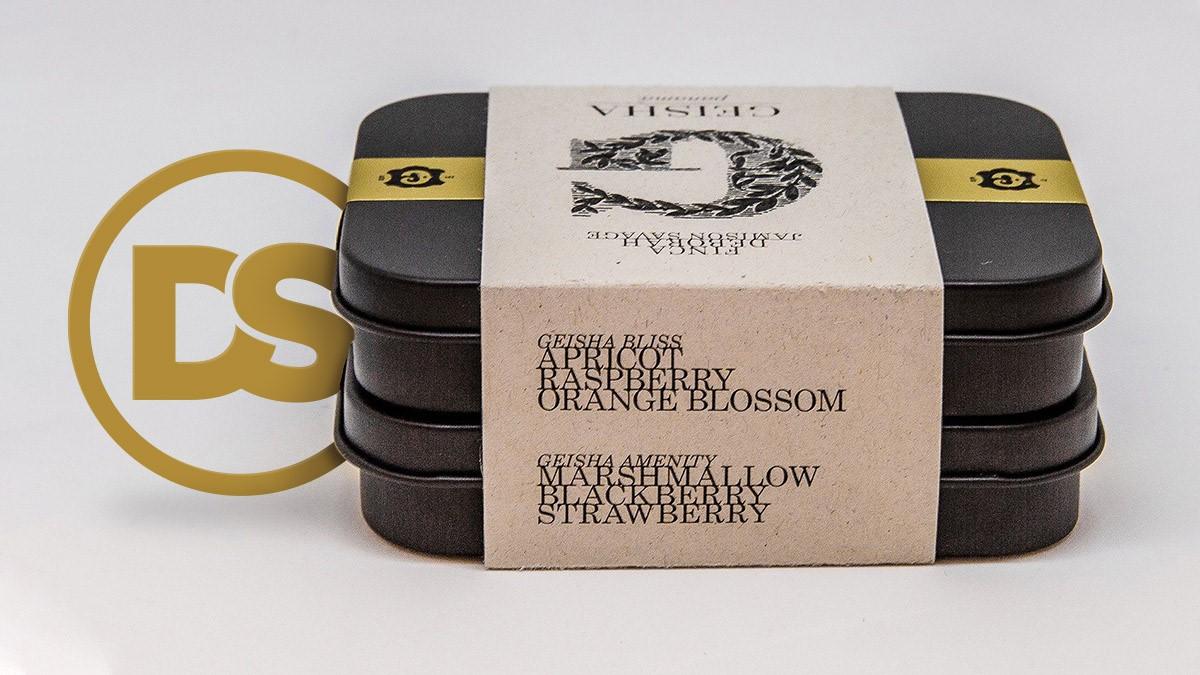 DS
GEISHA
panama
G
FINCA
DEBORAH
JAMISON SAVAGE
GEISHA BLISS
APRICOT
RASPBERRY
ORANGE BLOSSOM
GEISHA AMENITY
MARSHMALLOW
BLACKBERRY
STRAWBERRY